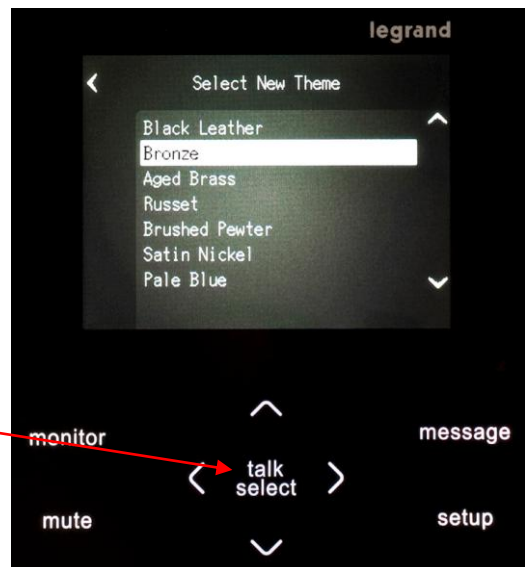 legrand
Select New Theme
Black Leather
Bronze
Aged Brass
Russet
Brushed Pewter
Satin Nickel
Pale Blue
monitor
message
talk
select
mute
setup